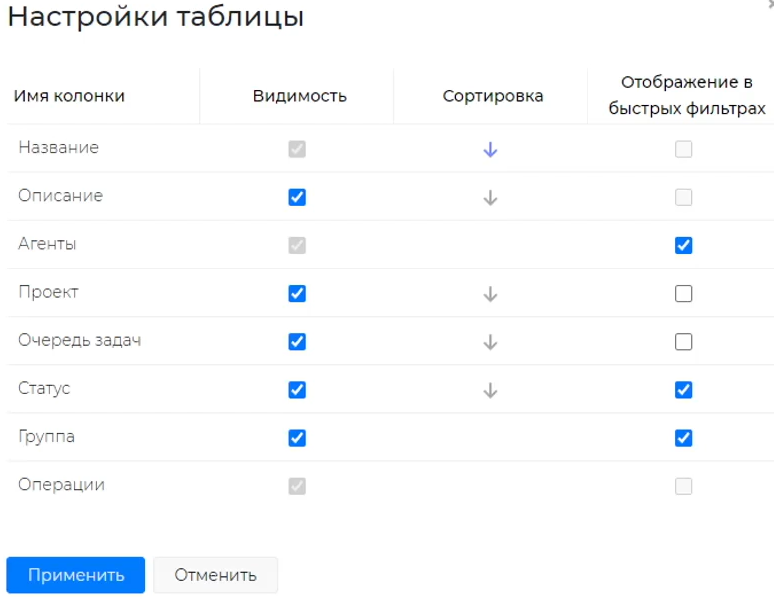 Настройки таблицы
Имя колонки Видимость Сортировка Отображение в
быстрых фильтрах
Название
Описание
Агенты
Проект
Очередь задач
Статус
Группа
Операции
Применить Отменить